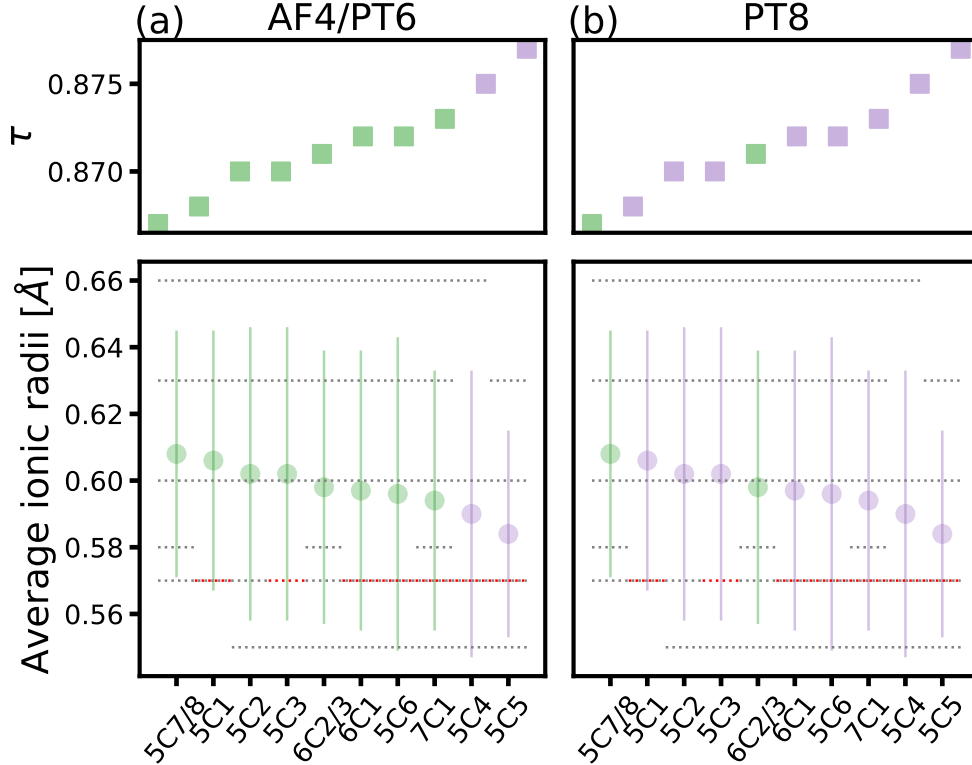 (a) AF4/PT6
(b) PT8
τ
0.875
0.870
Average ionic radii [Å]
0.66
0.64
0.62
0.60
0.58
0.56
5C7/8
5C1
5C2
5C3
6C2/3
6C1
5C6
7C1
5C4
5C5
5C7/8
5C1
5C2
5C3
6C2/3
6C1
5C6
7C1
5C4
5C5